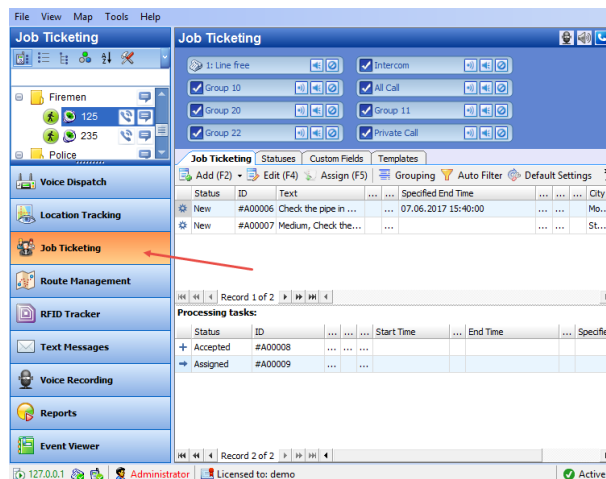 File View Map Tools Help
Job Ticketing
Firemen
125
235
Police
Voice Dispatch
Location Tracking
Job Ticketing
Route Management
RFID Tracker
Text Messages
Voice Recording
Reports
Event Viewer
Job Ticketing
1: Line free
Intercom
Group 10
All Call
Group 20
Group 11
Group 22
Private Call
Job Ticketing Statuses Custom Fields Templates
Add (F2) Edit (F4) Assign (F5) Grouping Auto Filter Default Settings
Status ID Text ... ... Specified End Time ... ... ... City
New #A00006 Check the pipe in ... ... 07.06.2017 15:40:00 ... ... Mo...
New #A00007 Medium, Check the... ... ... ... St...
Record 1 of 2
Processing tasks:
Status ID ... ... ... Start Time ... End Time ... Specifie
Accepted #A00008 ... ... ...
Assigned #A00009 ... ...
Record 2 of 2
127.0.0.1 Administrator Licensed to: demo Active